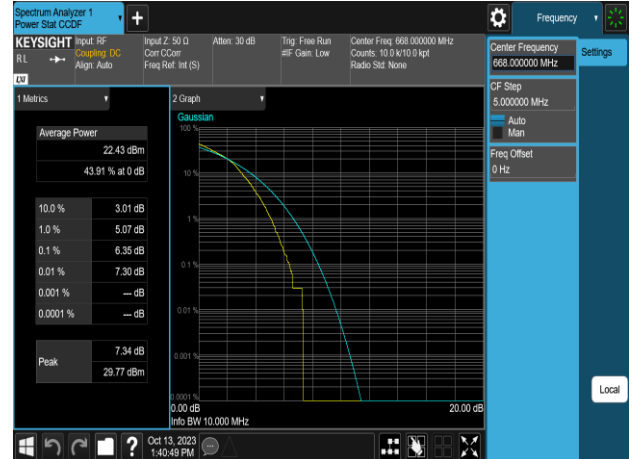 Spectrum Analyzer 1
Power Stat CCDF
Frequency
KEYSIGHT
RL
LXI
Input: RF
Coupling: DC
Align: Auto
Input Z: 50 Ω
Corr CCorr
Freq Ref: Int (S)
Atten: 30 dB
Trig: Free Run
#IF Gain: Low
Center Freq: 668.000000 MHz
Counts: 10.0 k/10.0 kpt
Radio Std: None
Center Frequency
668.000000 MHz
Settings
CF Step
5.000000 MHz
Auto
Man
Freq Offset
0 Hz
1 Metrics
Average Power
22.43 dBm
43.91 % at 0 dB
10.0 % 3.01 dB
1.0 % 5.07 dB
0.1 % 6.35 dB
0.01 % 7.30 dB
0.001 % --- dB
0.0001 % --- dB
Peak
7.34 dB
29.77 dBm
2 Graph
Gaussian
100 %
10 %
1 %
0.1 %
0.01 %
0.001 %
0.0001 %
0.00 dB 20.00 dB
Info BW 10.000 MHz
Local
Oct 13, 2023
1:40:49 PM